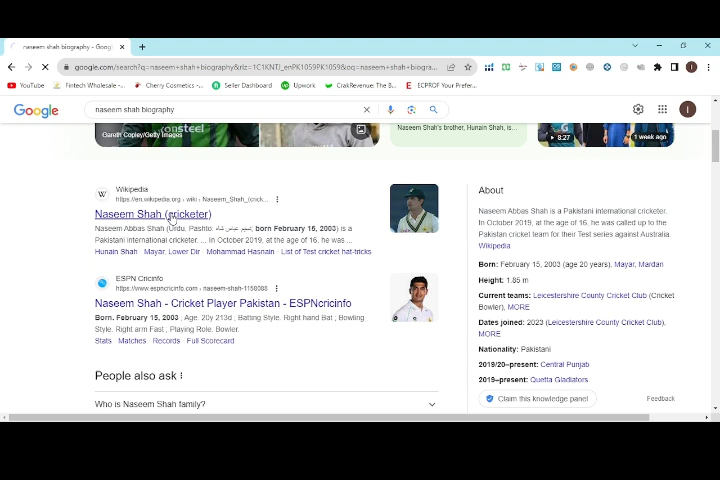 naseem shah biography - Goog
google.com/search?q=naseem+shah+biography&rlz=1C1KNTJ_enPK1059PK1059&oq=naseem+shah+biogra...
YouTube
Fintech Wholesale -...
Cherry Cosmetics -...
Seller Dashboard
Upwork
CrakRevenue: The B...
ECPROF Your Prefer...
Google
naseem shah biography
Gareth Copley/Getty Images
Naseem Shah's brother, Hunain Shah, is...
8:27
1 week ago
Wikipedia
https://en.wikipedia.org › wiki › Naseem_Shah_(crick...
Naseem Shah (cricketer)
Naseem Abbas Shah (Urdu, Pashto: نسیم عباس شاہ; born February 15, 2003) is a
Pakistani international cricketer. ... In October 2019, at the age of 16, he was...
Hunain Shah · Mayar, Lower Dir · Mohammad Hasnain · List of Test cricket hat-tricks
ESPN Cricinfo
https://www.espncricinfo.com › naseem-shah-1158088
Naseem Shah - Cricket Player Pakistan - ESPNcricinfo
Born. February 15, 2003 ; Age. 20y 213d ; Batting Style. Right hand Bat ; Bowling
Style. Right arm Fast ; Playing Role. Bowler.
Stats · Matches · Records · Full Scorecard
People also ask
Who is Naseem Shah family?
About
Naseem Abbas Shah is a Pakistani international cricketer.
In October 2019, at the age of 16, he was called up to the
Pakistan cricket team for their Test series against Australia.
Wikipedia
Born: February 15, 2003 (age 20 years), Mayar, Mardan
Height: 1.85 m
Current teams: Leicestershire County Cricket Club (Cricket
Bowler), MORE
Dates joined: 2023 (Leicestershire County Cricket Club),
MORE
Nationality: Pakistani
2019/20–present: Central Punjab
2019–present: Quetta Gladiators
Claim this knowledge panel
Feedback